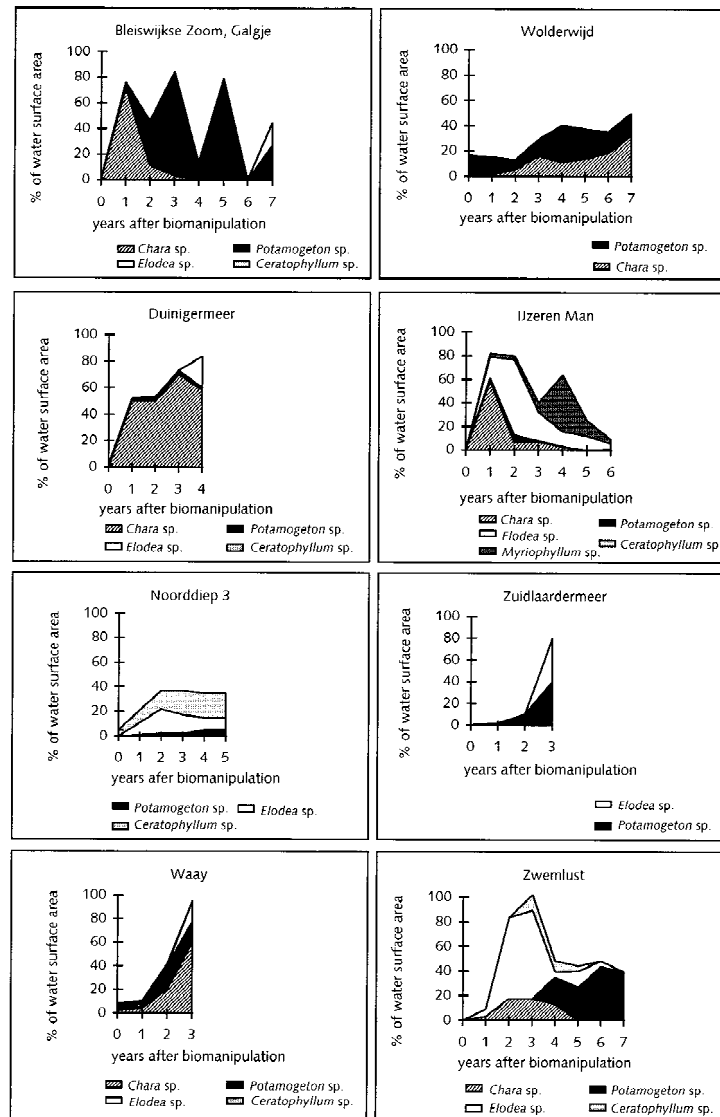 Bleiswijkse Zoom, Galgje
% of water surface area
100
80
60
40
20
0
0 1 2 3 4 5 6 7
years after biomanipulation
Chara sp. Potamogeton sp.
Elodea sp. Ceratophyllum sp.
Wolderwijd
% of water surface area
100
80
60
40
20
0
0 1 2 3 4 5 6 7
years after biomanipulation
Potamogeton sp.
Chara sp.
Duinigermeer
% of water surface area
100
80
60
40
20
0
0 1 2 3 4
years after biomanipulation
Chara sp. Potamogeton sp.
Elodea sp. Ceratophyllum sp.
IJzeren Man
% of water surface area
100
80
60
40
20
0
0 1 2 3 4 5 6
years after biomanipulation
Chara sp. Potamogeton sp.
Elodea sp.
Myriophyllum sp. Ceratophyllum sp
Noorddiep 3
% of water surface area
100
80
60
40
20
0
0 1 2 3 4 5
years afer biomanipulation
Potamogeton sp. Elodea sp.
Ceratophyllum sp.
Zuidlaardermeer
% of water surface area
100
80
60
40
20
0
0 1 2 3
years after biomanipulation
Elodea sp.
Potamogeton sp.
Waay
% of water surface area
100
80
60
40
20
0
0 1 2 3
years after biomanipulation
Chara sp. Potamogeton sp.
Elodea sp. Ceratophyllum sp.
Zwemlust
% of water surface area
100
80
60
40
20
0
0 1 2 3 4 5 6 7
years after biomanipulation
Chara sp. Potamogeton sp.
Elodea sp. Ceratophyllum sp.